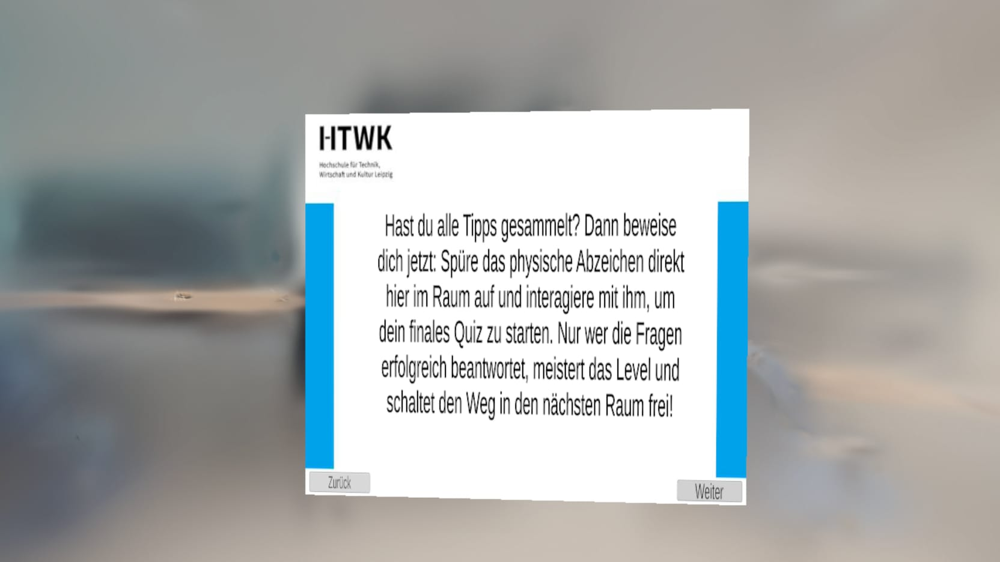 HTWK
Hochschule für Technik,
Wirtschaft und Kultur Leipzig
Hast du alle Tipps gesammelt? Dann beweise
dich jetzt: Spüre das physische Abzeichen direkt
hier im Raum auf und interagiere mit ihm, um
dein finales Quiz zu starten. Nur wer die Fragen
erfolgreich beantwortet, meistert das Level und
schaltet den Weg in den nächsten Raum frei!
Zurück
Weiter